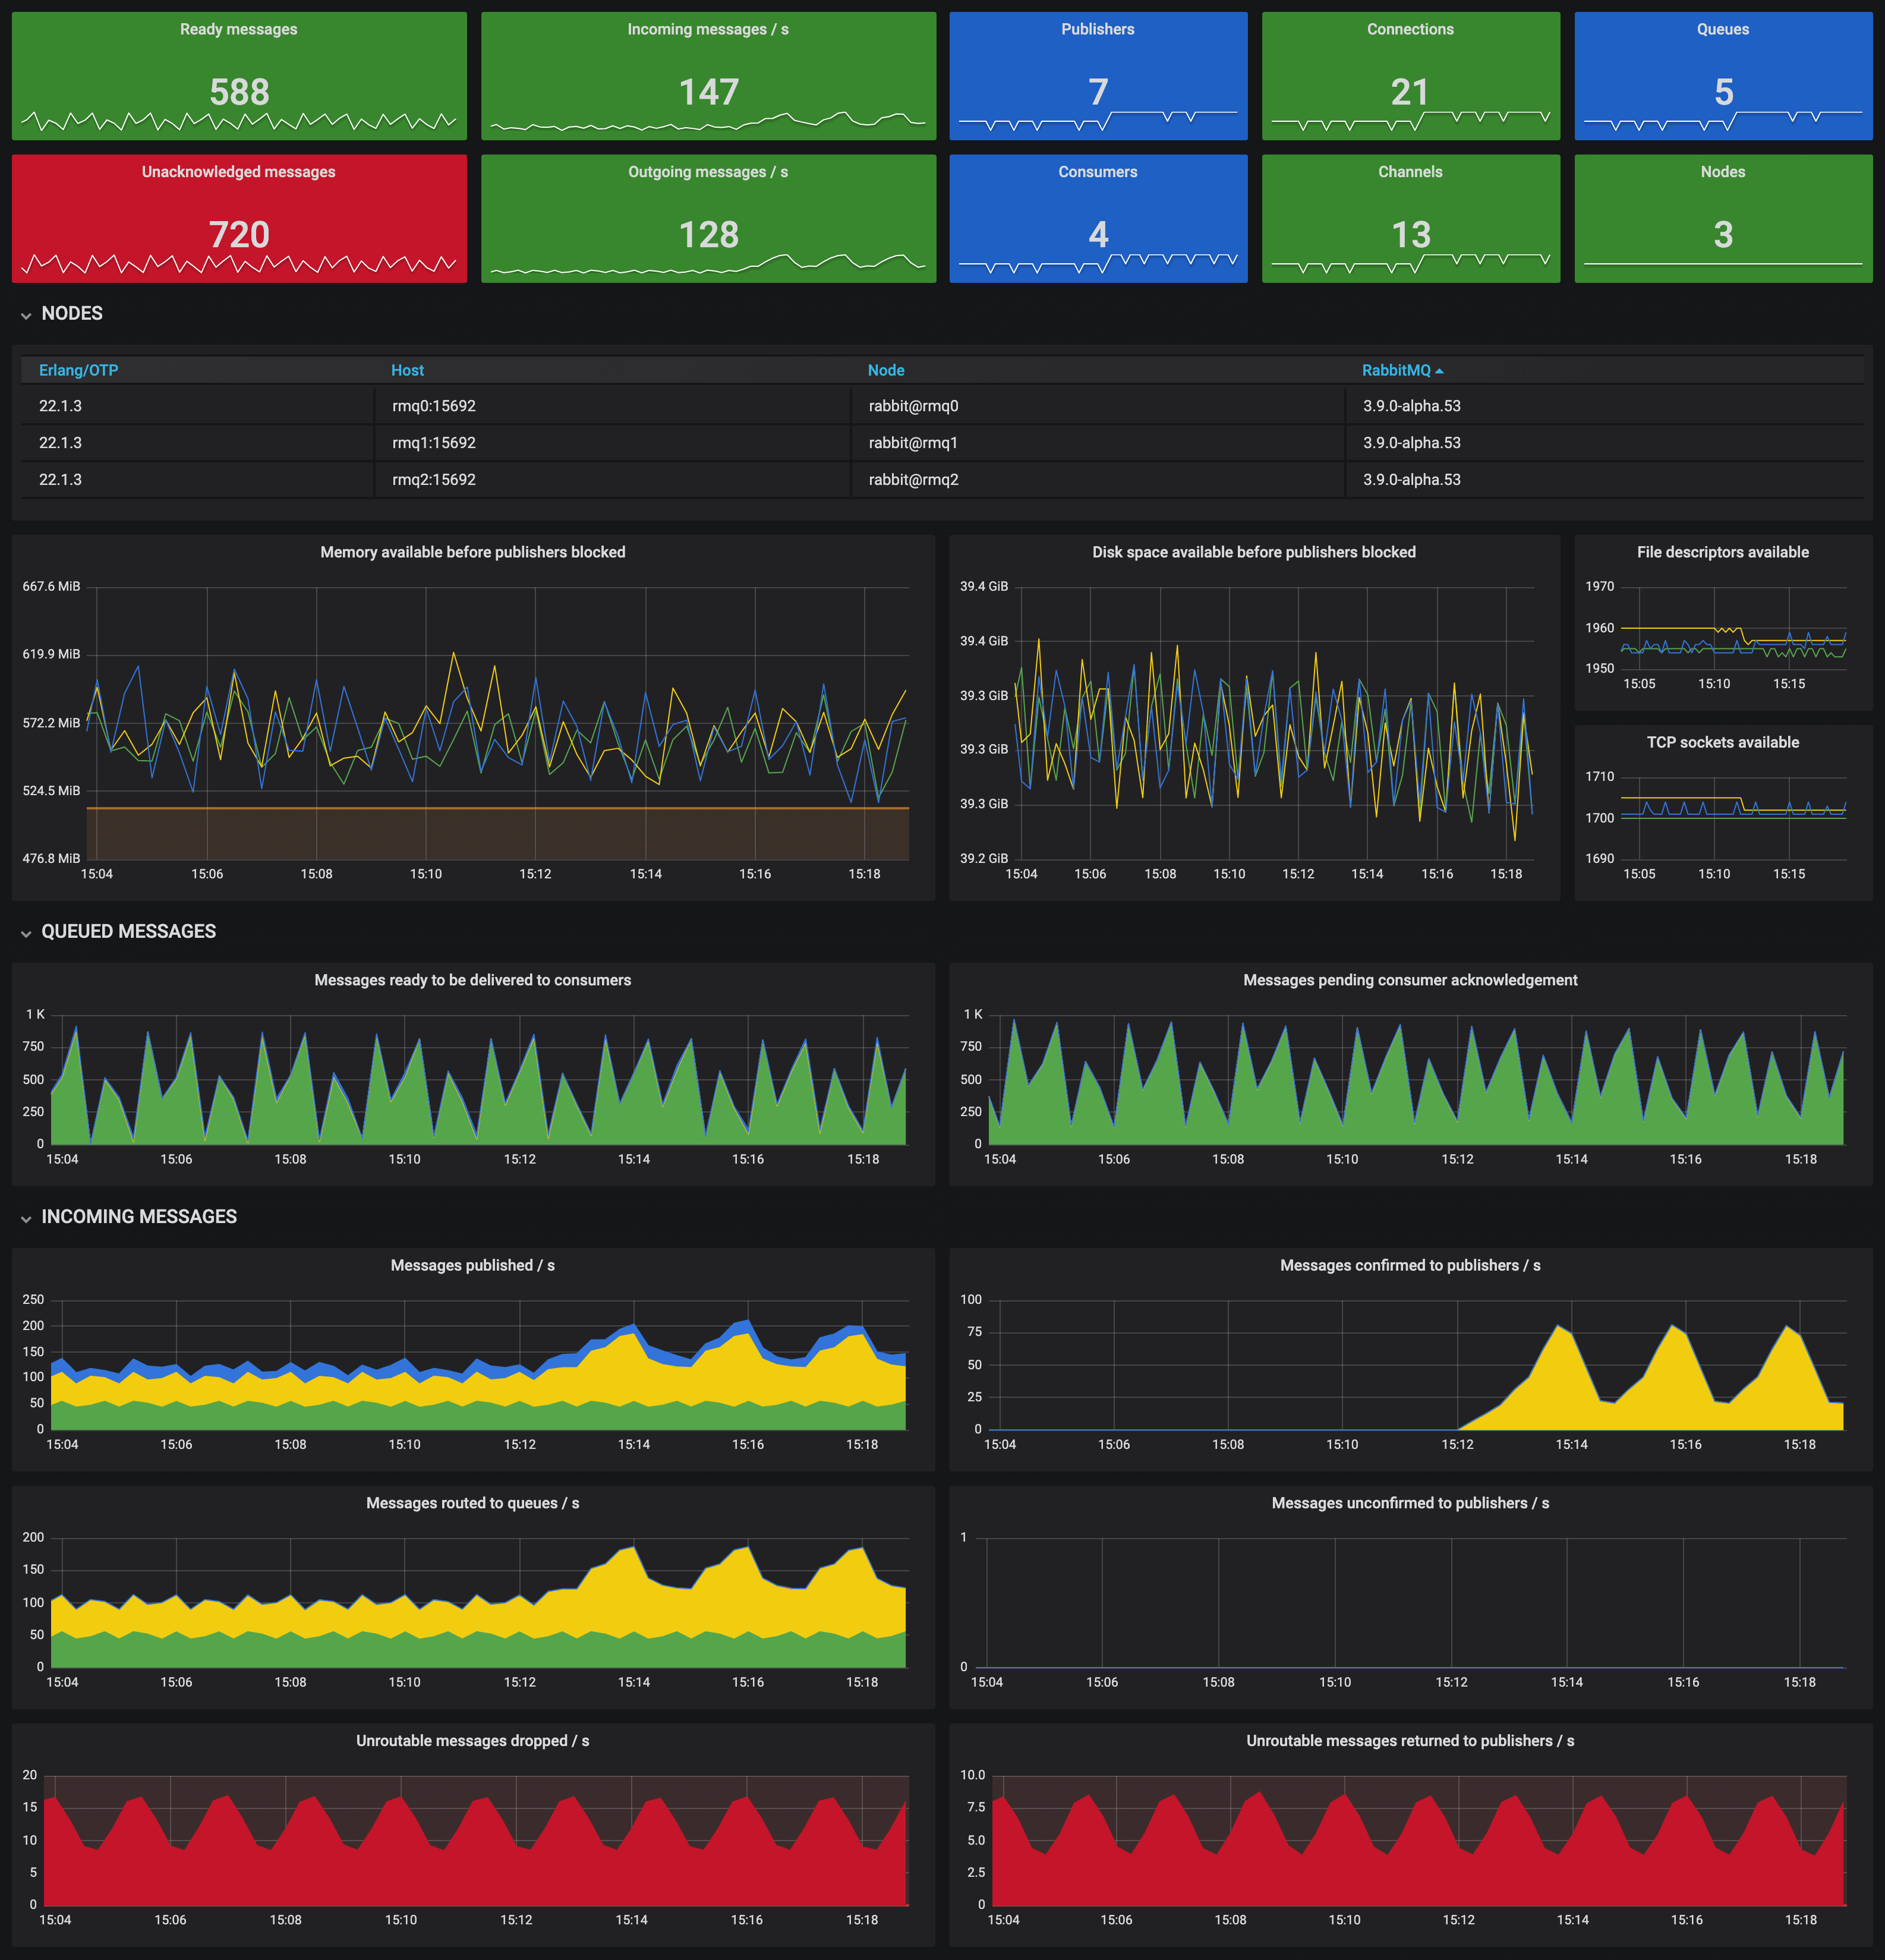 Ready messages
588
Incoming messages / s
147
Publishers
7
Connections
21
Queues
5
Unacknowledged messages
720
Outgoing messages / s
128
Consumers
4
Channels
13
Nodes
3
NODES
Erlang/OTP Host Node RabbitMQ
22.1.3 rmq0:15692 rabbit@rmq0 3.9.0-alpha.53
22.1.3 rmq1:15692 rabbit@rmq1 3.9.0-alpha.53
22.1.3 rmq2:15692 rabbit@rmq2 3.9.0-alpha.53
Memory available before publishers blocked
667.6 MiB
619.9 MiB
572.2 MiB
524.5 MiB
476.8 MiB
15:04 15:06 15:08 15:10 15:12 15:14 15:16 15:18
Disk space available before publishers blocked
39.4 GiB
39.4 GiB
39.3 GiB
39.3 GiB
39.3 GiB
39.2 GiB
15:04 15:06 15:08 15:10 15:12 15:14 15:16 15:18
File descriptors available
1970
1960
1950
15:05 15:10 15:15
TCP sockets available
1710
1700
1690
15:05 15:10 15:15
QUEUED MESSAGES
Messages ready to be delivered to consumers
1 K
750
500
250
0
15:04 15:06 15:08 15:10 15:12 15:14 15:16 15:18
Messages pending consumer acknowledgement
1 K
750
500
250
0
15:04 15:06 15:08 15:10 15:12 15:14 15:16 15:18
INCOMING MESSAGES
Messages published / s
250
200
150
100
50
0
15:04 15:06 15:08 15:10 15:12 15:14 15:16 15:18
Messages confirmed to publishers / s
100
75
50
25
0
15:04 15:06 15:08 15:10 15:12 15:14 15:16 15:18
Messages routed to queues / s
200
150
100
50
0
15:04 15:06 15:08 15:10 15:12 15:14 15:16 15:18
Messages unconfirmed to publishers / s
1
0
15:04 15:06 15:08 15:10 15:12 15:14 15:16 15:18
Unroutable messages dropped / s
20
15
10
5
0
15:04 15:06 15:08 15:10 15:12 15:14 15:16 15:18
Unroutable messages returned to publishers / s
10.0
7.5
5.0
2.5
0
15:04 15:06 15:08 15:10 15:12 15:14 15:16 15:18